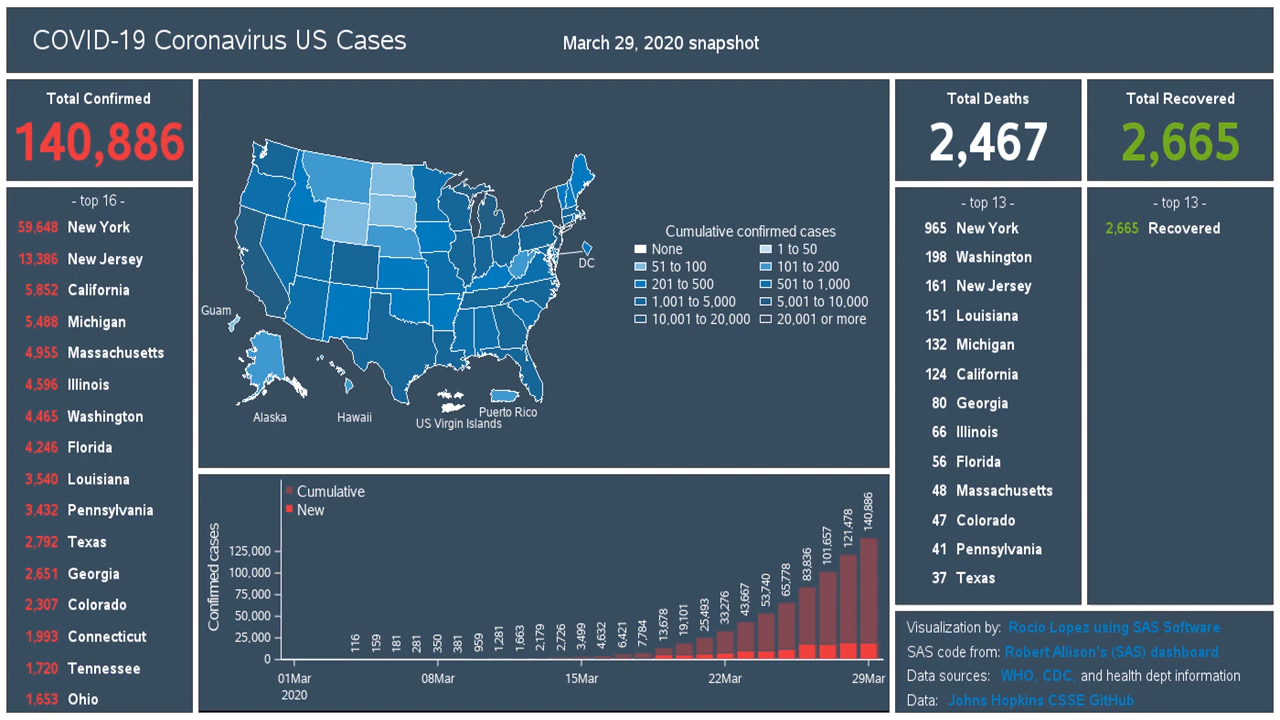 COVID-19 Coronavirus US Cases
March 29, 2020 snapshot
Total Confirmed
140,886
- top 16 -
59,648 New York
13,386 New Jersey
5,852 California
5,488 Michigan
4,955 Massachusetts
4,596 Illinois
4,465 Washington
4,246 Florida
3,540 Louisiana
3,432 Pennsylvania
2,792 Texas
2,651 Georgia
2,307 Colorado
1,993 Connecticut
1,720 Tennessee
1,653 Ohio
Guam
Alaska
Hawaii
US Virgin Islands
Puerto Rico
DC
Cumulative confirmed cases
None 1 to 50
51 to 100 101 to 200
201 to 500 501 to 1,000
1,001 to 5,000 5,001 to 10,000
10,001 to 20,000 20,001 or more
Cumulative
New
Confirmed cases
125,000
100,000
75,000
50,000
25,000
0
116 159 181 281 350 381 959 1,281 1,663 2,179 2,726 3,499 4,632 6,421 7,784 13,678 19,101 25,493 33,276 43,667 53,740 65,778 83,836 101,657 121,478 140,886
01Mar 08Mar 15Mar 22Mar 29Mar
2020
Total Deaths
2,467
- top 13 -
965 New York
198 Washington
161 New Jersey
151 Louisiana
132 Michigan
124 California
80 Georgia
66 Illinois
56 Florida
48 Massachusetts
47 Colorado
41 Pennsylvania
37 Texas
Total Recovered
2,665
- top 13 -
2,665 Recovered
Visualization by: Rocio Lopez using SAS Software
SAS code from: Robert Allison's (SAS) dashboard
Data sources: WHO, CDC, and health dept information
Data: Johns Hopkins CSSE GitHub